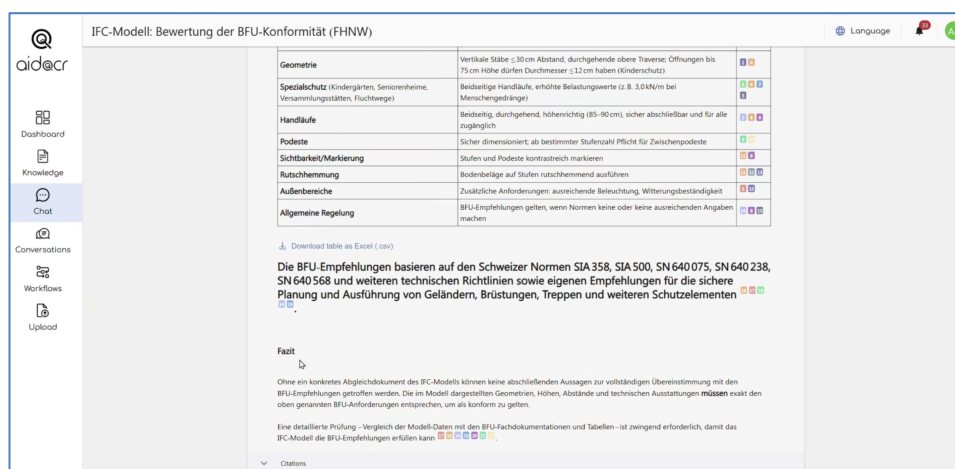 aidacr
IFC-Modell: Bewertung der BFU-Konformität (FHNW)
Language
33
Dashboard
Knowledge
Chat
Conversations
Workflows
Upload
Geometrie
Vertikale Stäbe ≤ 30 cm Abstand, durchgehende obere Traverse; Öffnungen bis
75 cm Höhe dürfen Durchmesser ≤ 12 cm haben (Kinderschutz)
Spezialschutz (Kindergärten, Seniorenheime,
Versammlungsstätten, Fluchtwege)
Beidseitige Handläufe, erhöhte Belastungswerte (z. B. 3,0 kN/m bei
Menschengedränge)
Handläufe
Beidseitig, durchgehend, höhenrichtig (85–90 cm), sicher abschließbar und für alle
zugänglich
Podeste
Sicher dimensioniert; ab bestimmter Stufenzahl Pflicht für Zwischenpodeste
Sichtbarkeit/Markierung
Stufen und Podeste kontrastreich markieren
Rutschhemmung
Bodenbeläge auf Stufen rutschhemmend ausführen
Außenbereiche
Zusätzliche Anforderungen: ausreichende Beleuchtung, Witterungsbeständigkeit
Allgemeine Regelung
BFU-Empfehlungen gelten, wenn Normen keine oder keine ausreichenden Angaben
machen
Download table as Excel (.csv)
Die BFU-Empfehlungen basieren auf den Schweizer Normen SIA 358, SIA 500, SN 640 075, SN 640 238,
SN 640 568 und weiteren technischen Richtlinien sowie eigenen Empfehlungen für die sichere
Planung und Ausführung von Geländern, Brüstungen, Treppen und weiteren Schutzelementen
.
Fazit
Ohne ein konkretes Abgleichdokument des IFC-Modells können keine abschließenden Aussagen zur vollständigen Übereinstimmung mit den
BFU-Empfehlungen getroffen werden. Die im Modell dargestellten Geometrien, Höhen, Abstände und technischen Ausstattungen müssen exakt den
oben genannten BFU-Anforderungen entsprechen, um als konform zu gelten.
Eine detaillierte Prüfung – Vergleich der Modell-Daten mit den BFU-Fachdokumentationen und Tabellen – ist zwingend erforderlich, damit das
IFC-Modell die BFU-Empfehlungen erfüllen kann .
Citations